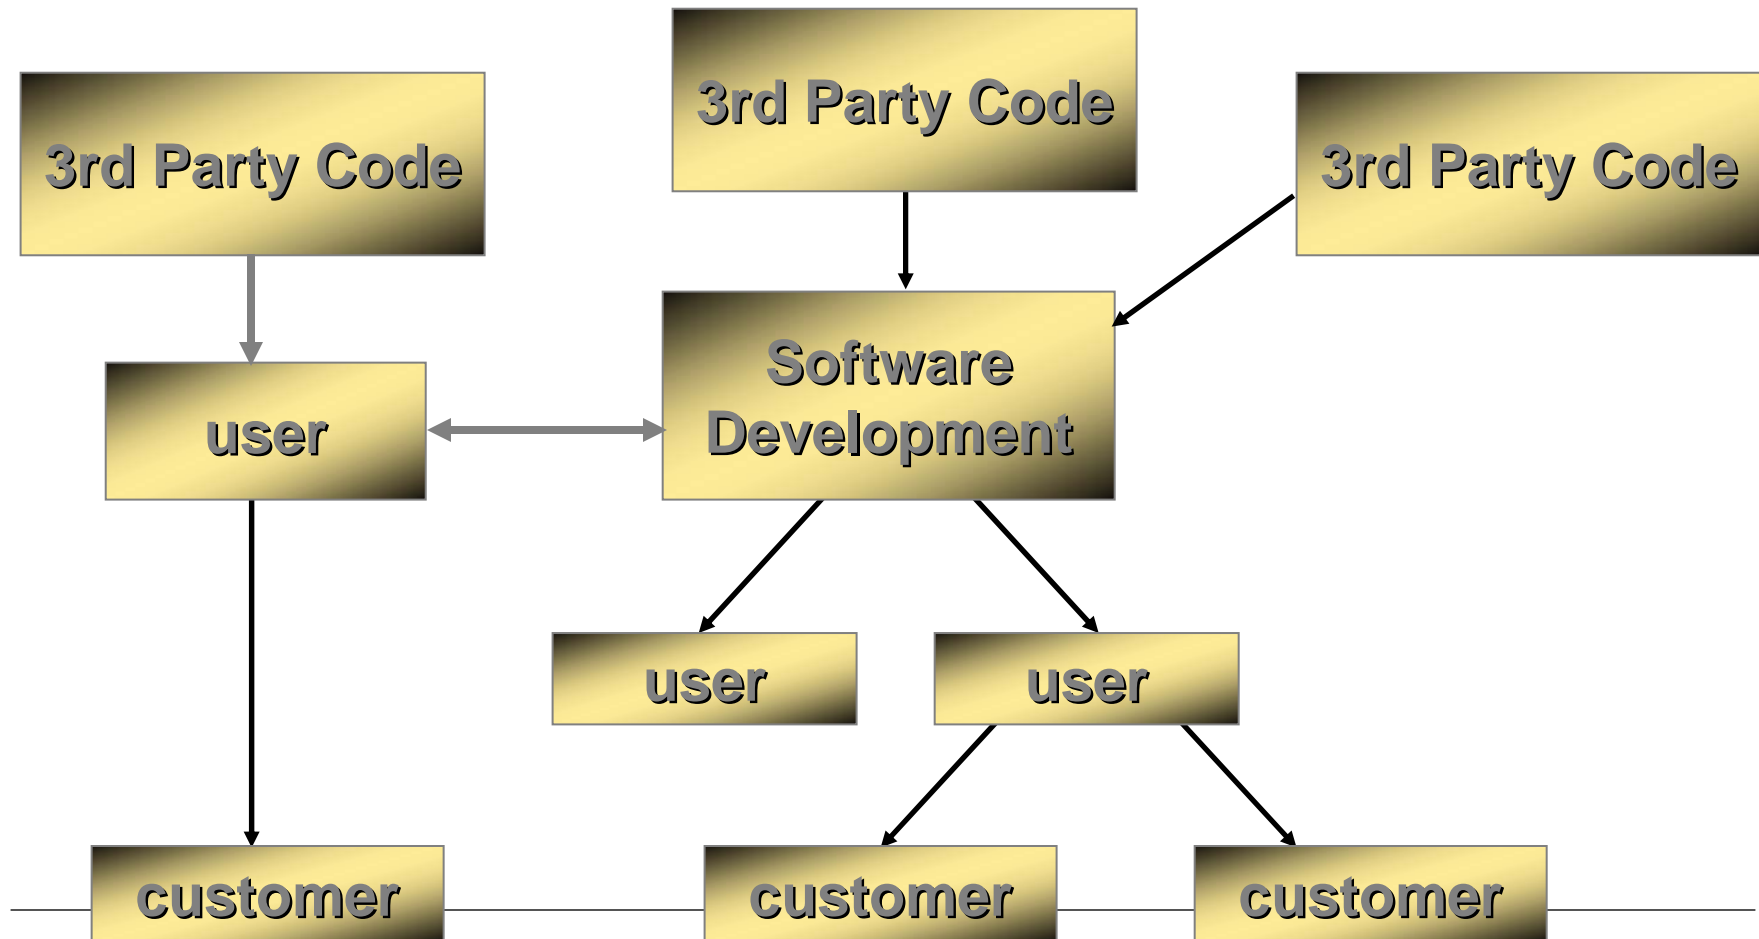 3rd Party Code
3rd Party Code
3rd Party Code
Software
Development
user
user
user
customer
customer
customer